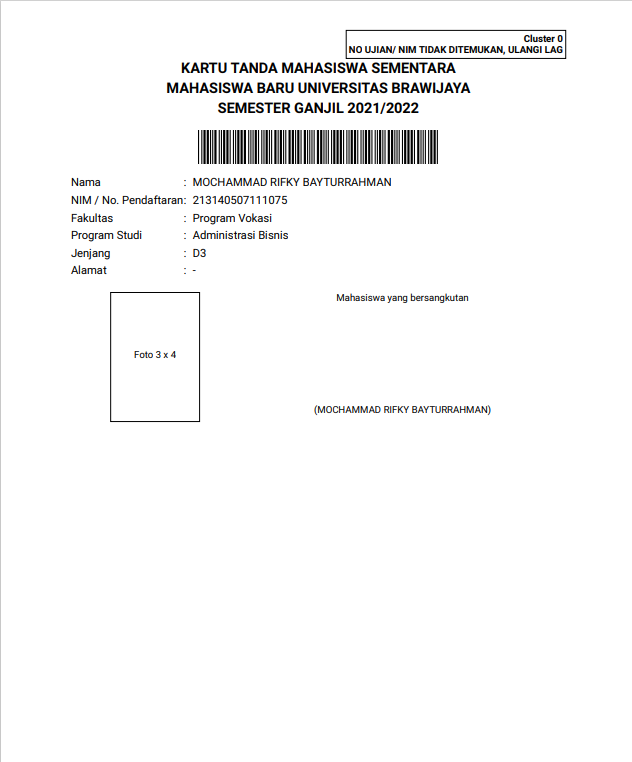 Cluster 0
NO UJIAN/ NIM TIDAK DITEMUKAN, ULANGI LAG
KARTU TANDA MAHASISWA SEMENTARA
MAHASISWA BARU UNIVERSITAS BRAWIJAYA
SEMESTER GANJIL 2021/2022
Nama : MOCHAMMAD RIFKY BAYTURRAHMAN
NIM / No. Pendaftaran: 213140507111075
Fakultas : Program Vokasi
Program Studi : Administrasi Bisnis
Jenjang : D3
Alamat : -
Mahasiswa yang bersangkutan
Foto 3 x 4
(MOCHAMMAD RIFKY BAYTURRAHMAN)